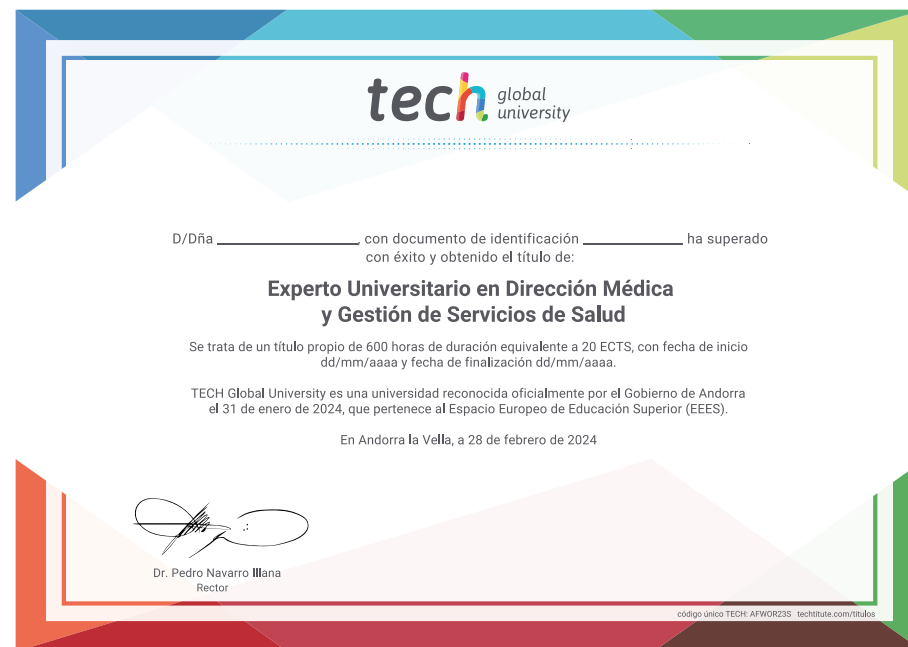 tech global university
D/Dña ____________, con documento de identificación ____________ ha superado
con éxito y obtenido el título de:
Experto Universitario en Dirección Médica
y Gestión de Servicios de Salud
Se trata de un título propio de 600 horas de duración equivalente a 20 ECTS, con fecha de inicio
dd/mm/aaaa y fecha de finalización dd/mm/aaaa.
TECH Global University es una universidad reconocida oficialmente por el Gobierno de Andorra
el 31 de enero de 2024, que pertenece al Espacio Europeo de Educación Superior (EEES).
En Andorra la Vella, a 28 de febrero de 2024
Dr. Pedro Navarro Illana
Rector
código único TECH: AFWOR23S techtitute.com/titulos